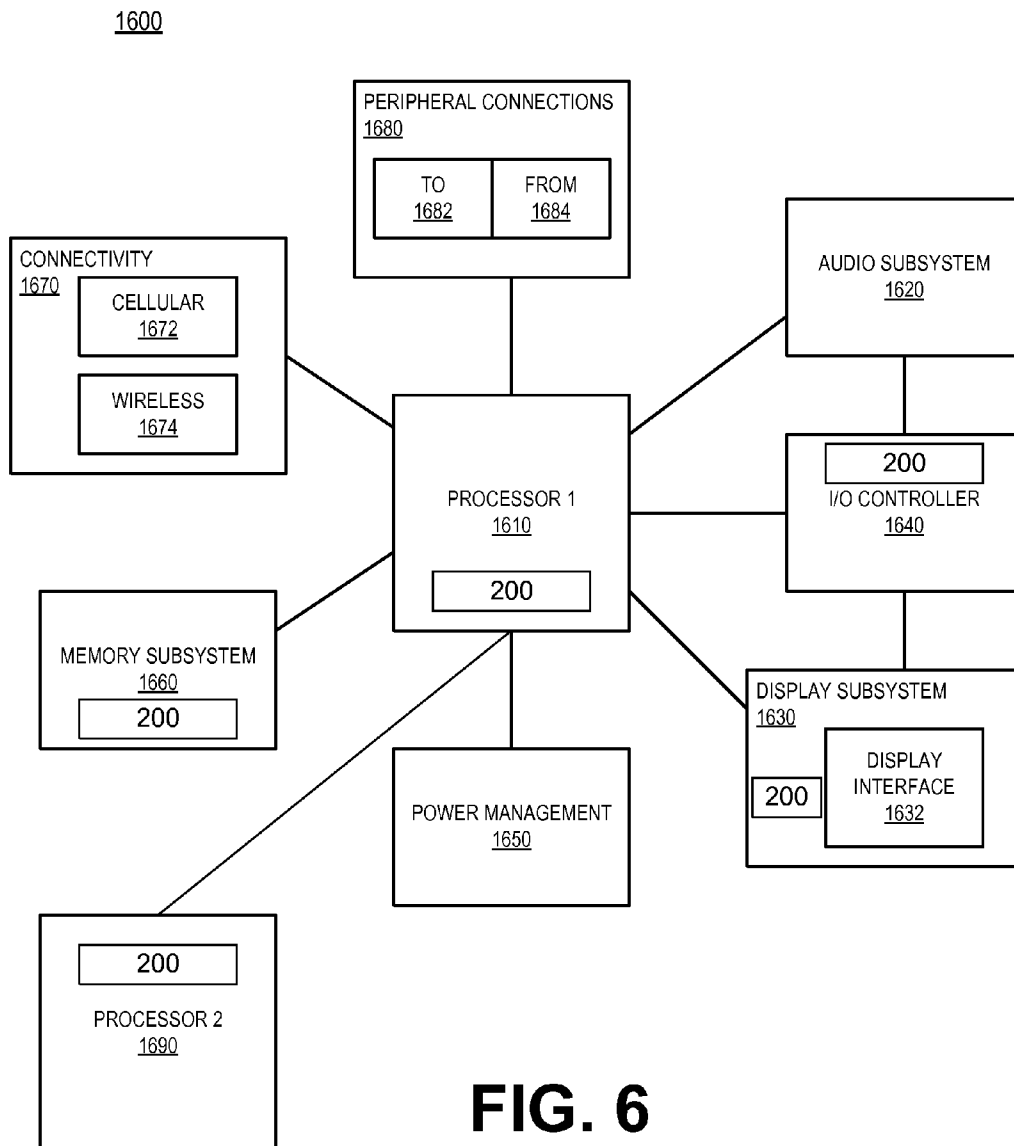 1600
PERIPHERAL CONNECTIONS
1680
TO
1682
FROM
1684
CONNECTIVITY
1670
CELLULAR
1672
WIRELESS
1674
AUDIO SUBSYSTEM
1620
PROCESSOR 1
1610
200
200
I/O CONTROLLER
1640
MEMORY SUBSYSTEM
1660
200
DISPLAY SUBSYSTEM
1630
200
DISPLAY
INTERFACE
1632
POWER MANAGEMENT
1650
200
PROCESSOR 2
1690
FIG. 6